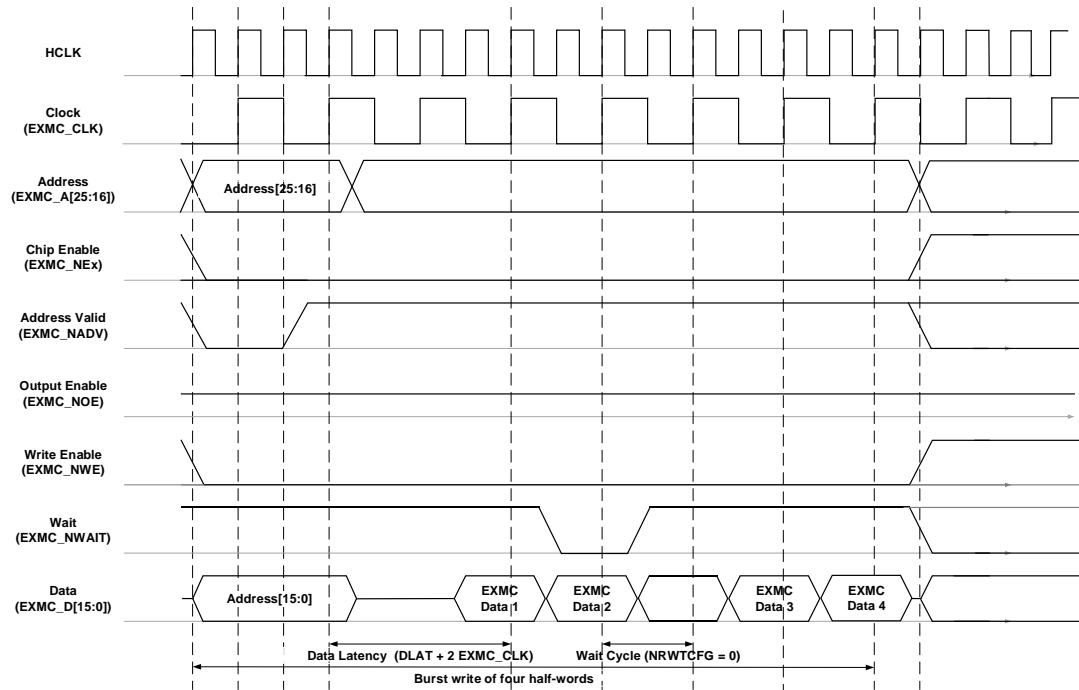 HCLK
Clock
(EXMC_CLK)
Address
(EXMC_A[25:16])
Address[25:16]
Chip Enable
(EXMC_NEx)
Address Valid
(EXMC_NADV)
Output Enable
(EXMC_NOE)
Write Enable
(EXMC_NWE)
Wait
(EXMC_NWAIT)
Data
(EXMC_D[15:0])
Address[15:0]
EXMC
Data 1
EXMC
Data 2
EXMC
Data 3
EXMC
Data 4
Data Latency (DLAT + 2 EXMC_CLK)
Wait Cycle (NRWTCFG = 0)
Burst write of four half-words